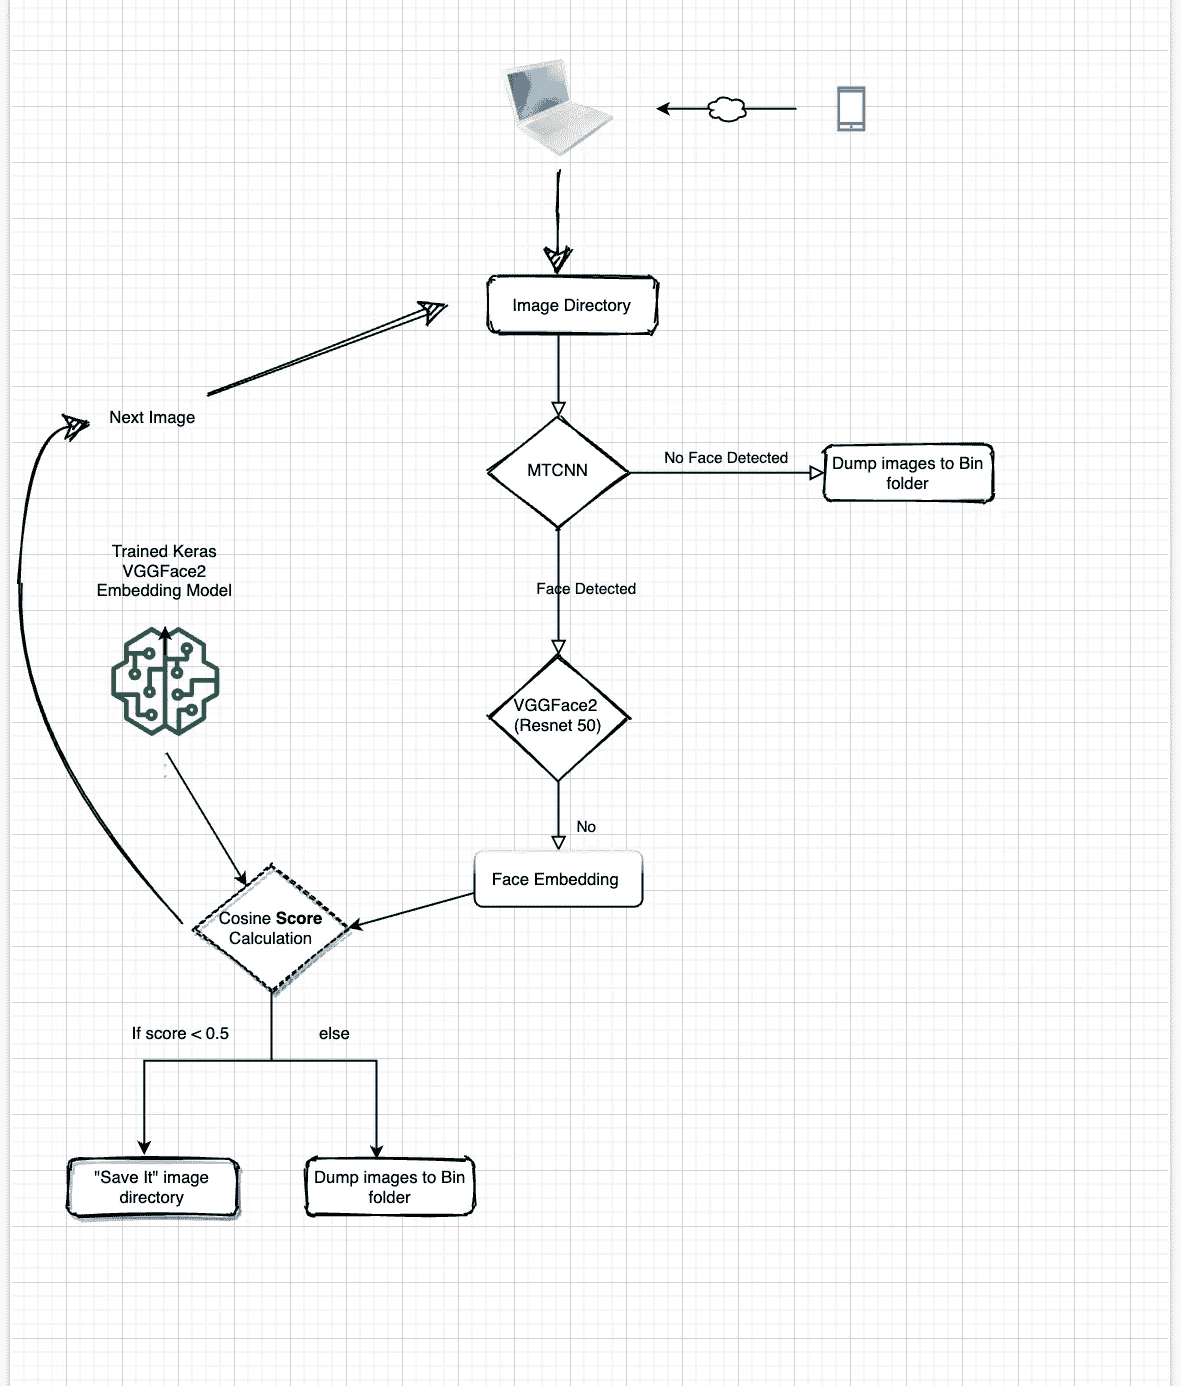 Image Directory
Next Image
MTCNN
No Face Detected
Dump images to Bin
folder
Trained Keras
VGGFace2
Embedding Model
Face Detected
VGGFace2
(Resnet 50)
No
Face Embedding
Cosine Score
Calculation
If score < 0.5
else
"Save It" image
directory
Dump images to Bin
folder